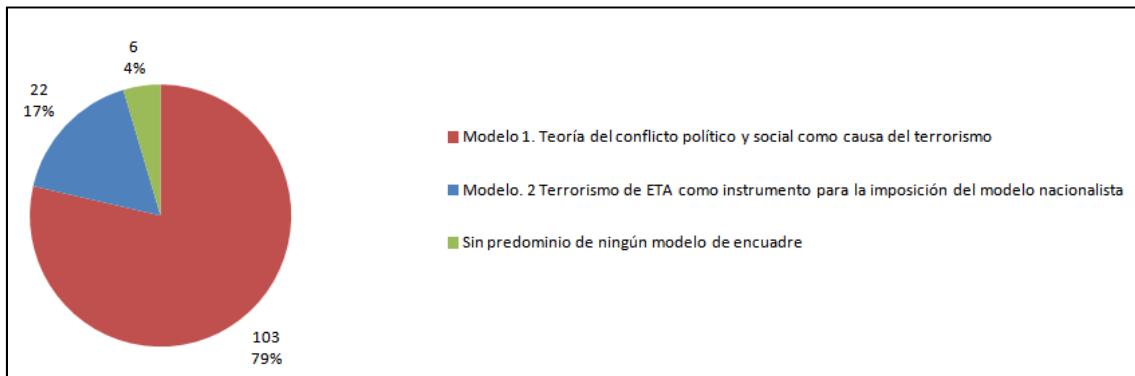 6
4%
22
17%
Modelo 1. Teoría del conflicto político y social como causa del terrorismo
Modelo. 2 Terrorismo de ETA como instrumento para la imposición del modelo nacionalista
Sin predominio de ningún modelo de encuadre
103
79%